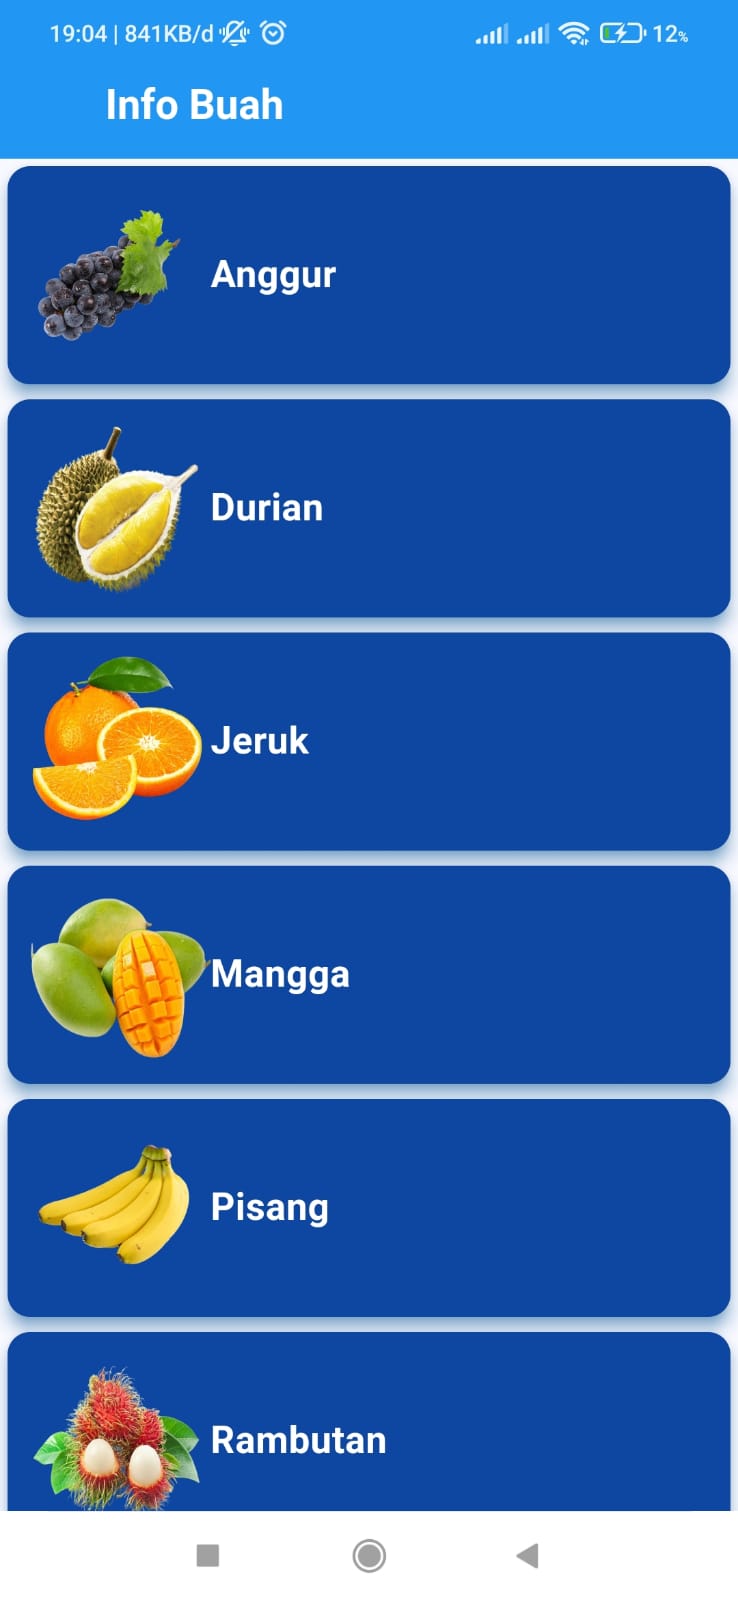 19:04 | 841KB/d 12%
Info Buah
Anggur
Durian
Jeruk
Mangga
Pisang
Rambutan